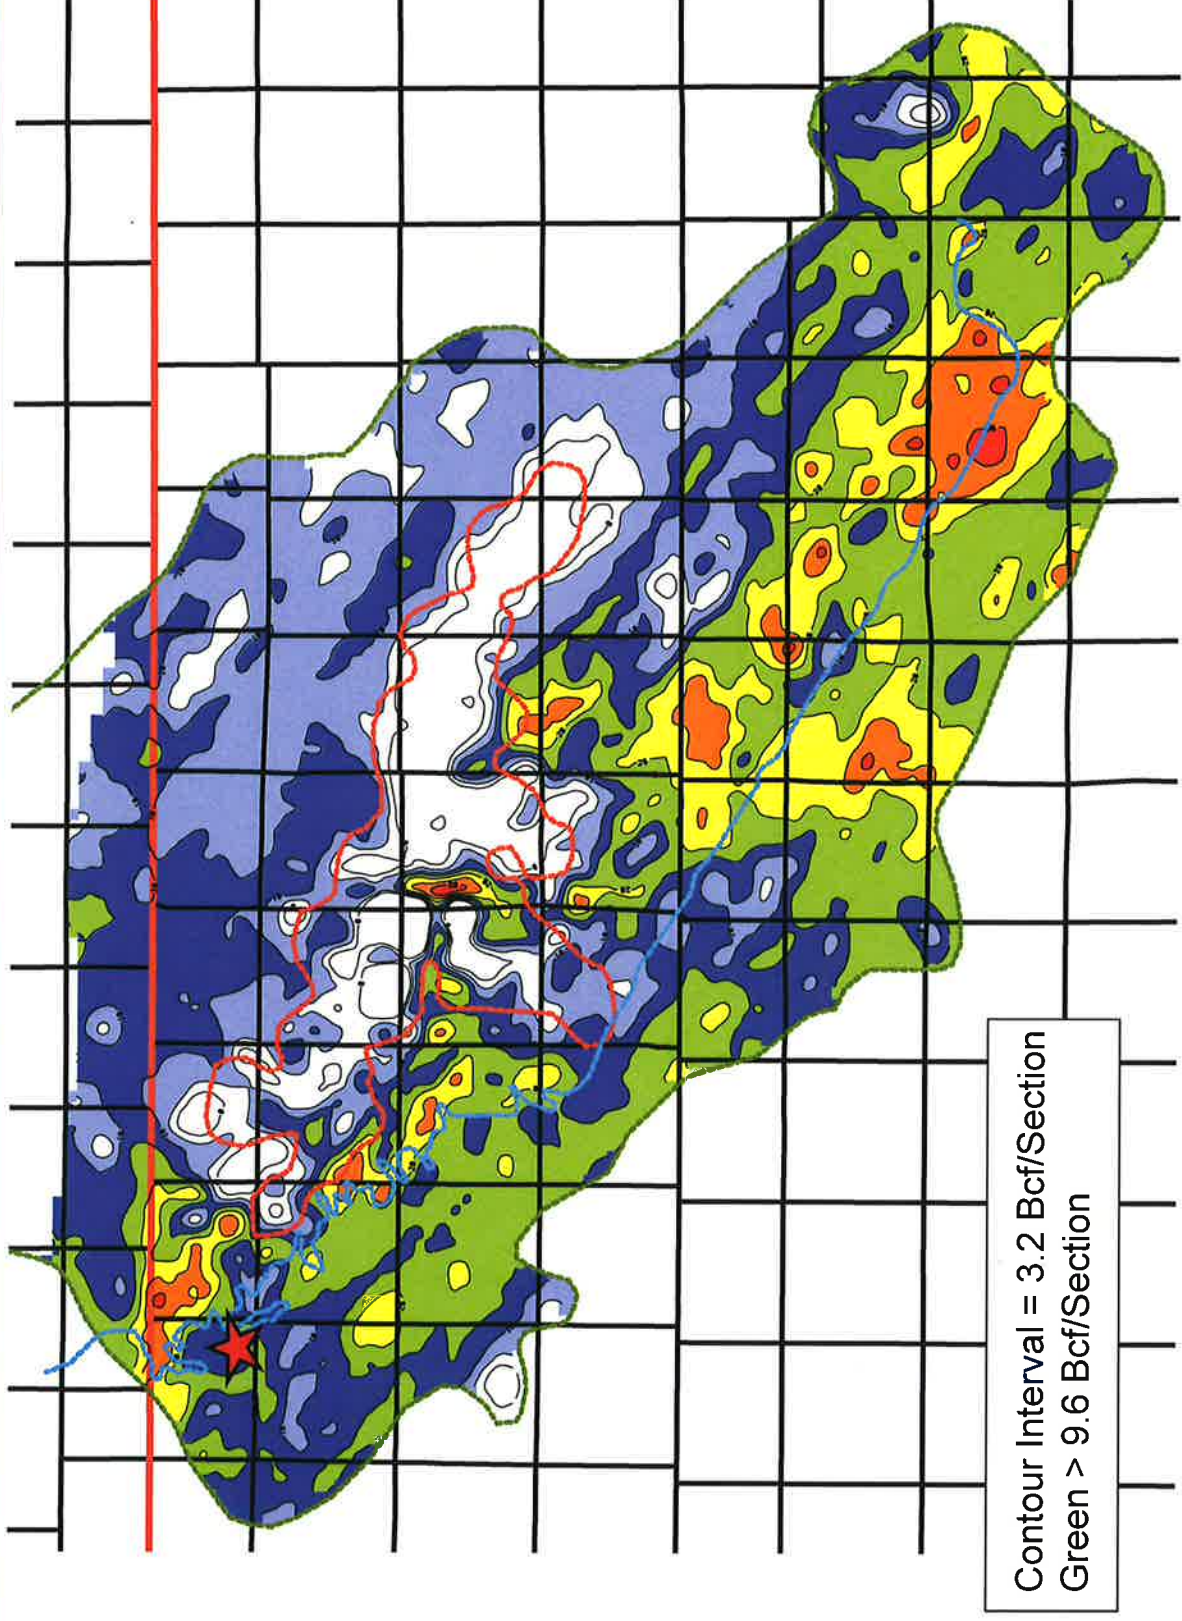 Contour Interval = 3.2 Bcf/Section
Green > 9.6 Bcf/Section